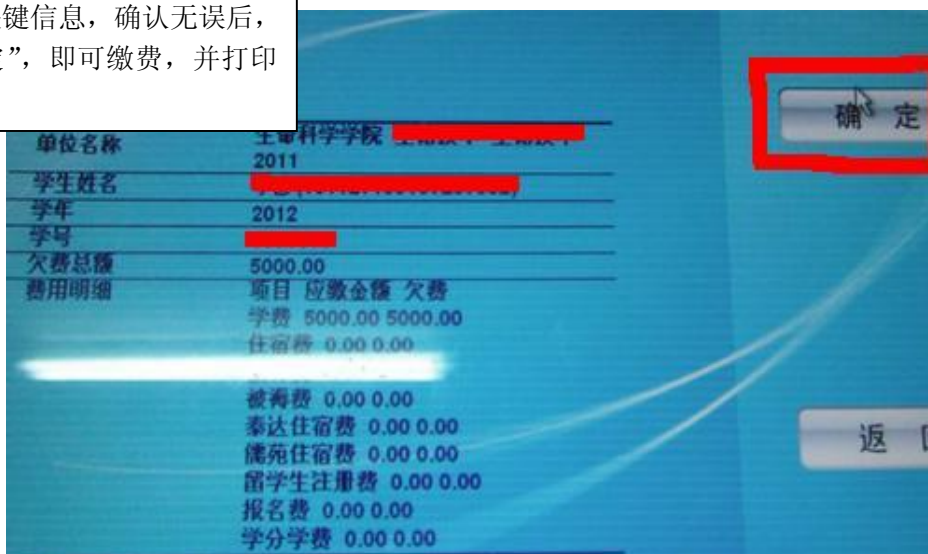 键信息，确认无误后，
”，即可缴费，并打印
确 定
单位名称 生命科学学院
2011
学生姓名
学年 2012
学号
欠费总额 5000.00
费用明细 项目 应缴金额 欠费
学费 5000.00 5000.00
住宿费 0.00 0.00
被褥费 0.00 0.00
泰达住宿费 0.00 0.00
儒苑住宿费 0.00 0.00
留学生注册费 0.00 0.00
报名费 0.00 0.00
学分学费 0.00 0.00
返